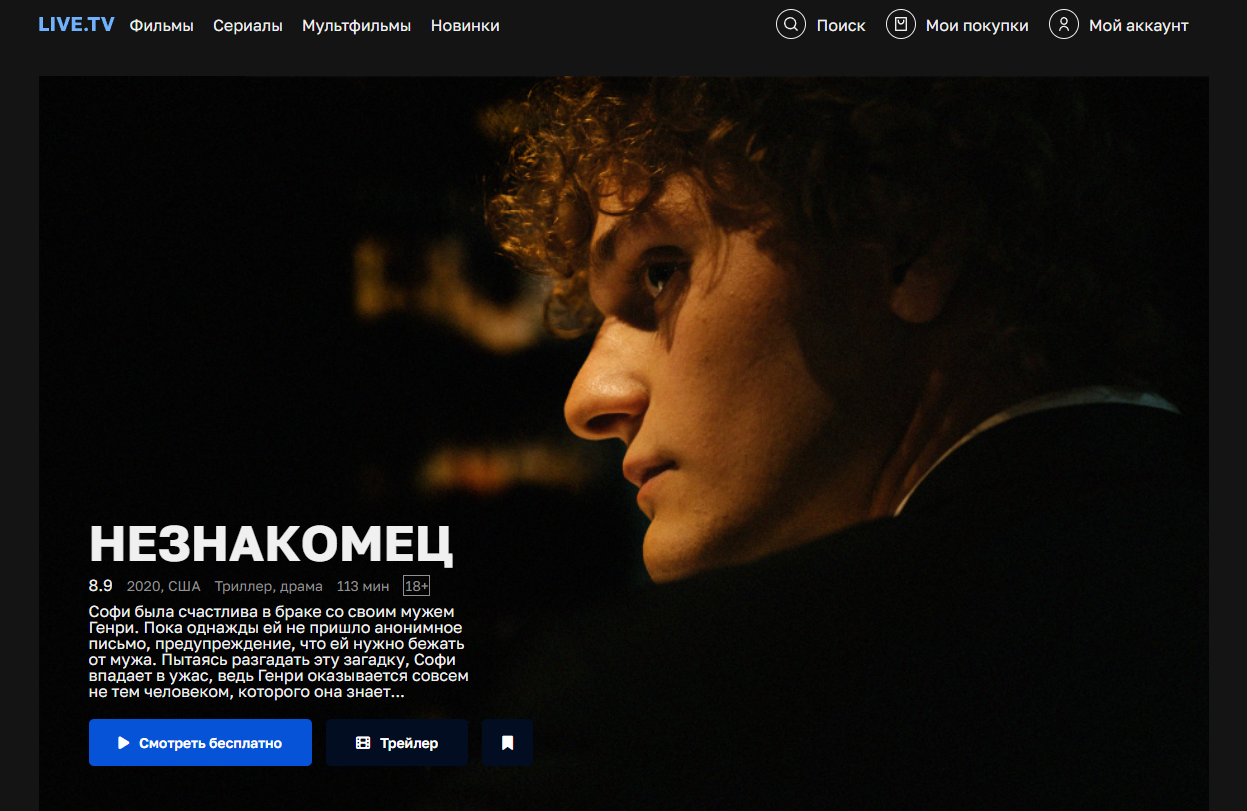 LIVE.TV Фильмы Сериалы Мультфильмы Новинки Поиск Мои покупки Мой аккаунт
НЕЗНАКОМЕЦ
8.9 2020, США Триллер, драма 113 мин 18+
Софи была счастлива в браке со своим мужем
Генри. Пока однажды ей не пришло анонимное
письмо, предупреждение, что ей нужно бежать
от мужа. Пытаясь разгадать эту загадку, Софи
впадает в ужас, ведь Генри оказывается совсем
не тем человеком, которого она знает...
Смотреть бесплатно Трейлер